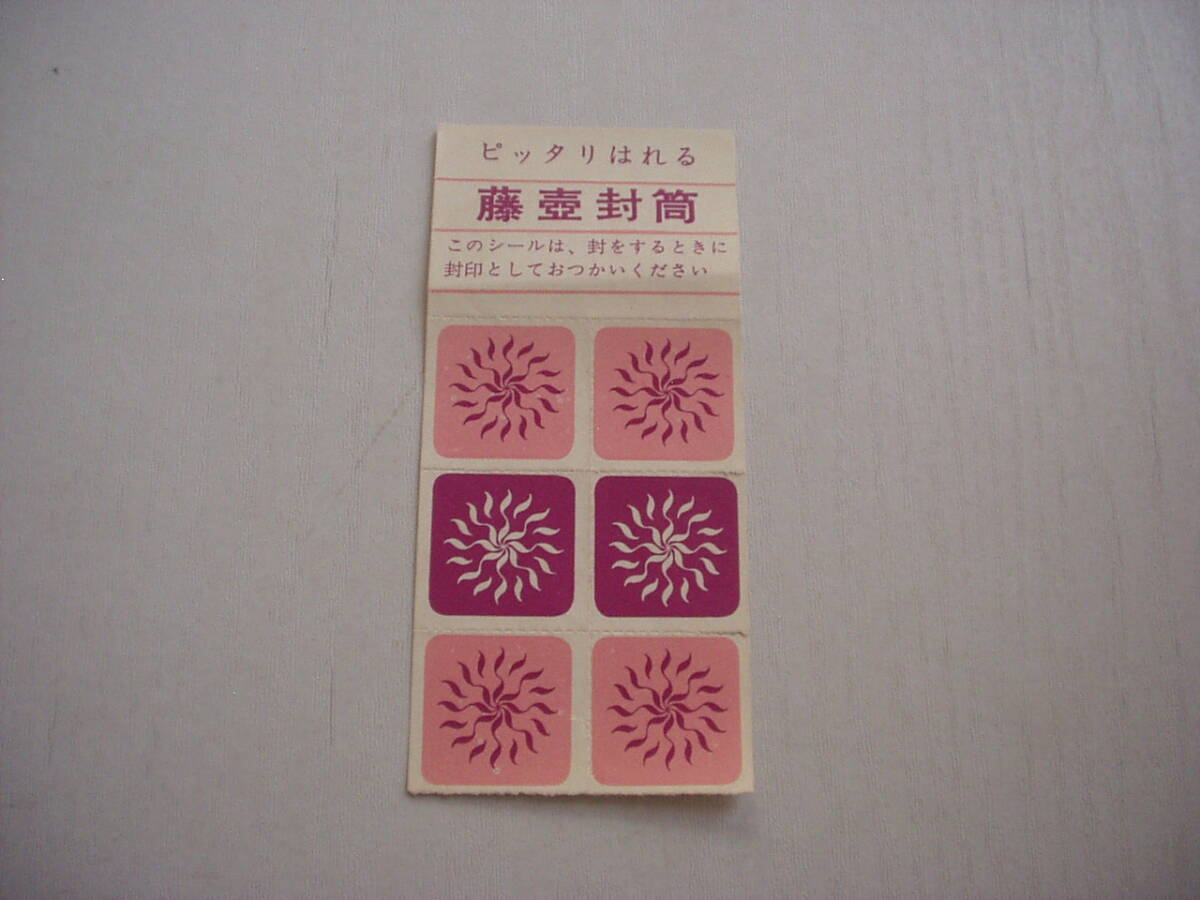 ピッタリはれる
藤壺封筒
このシールは、封をするときに
封印としておつかいください